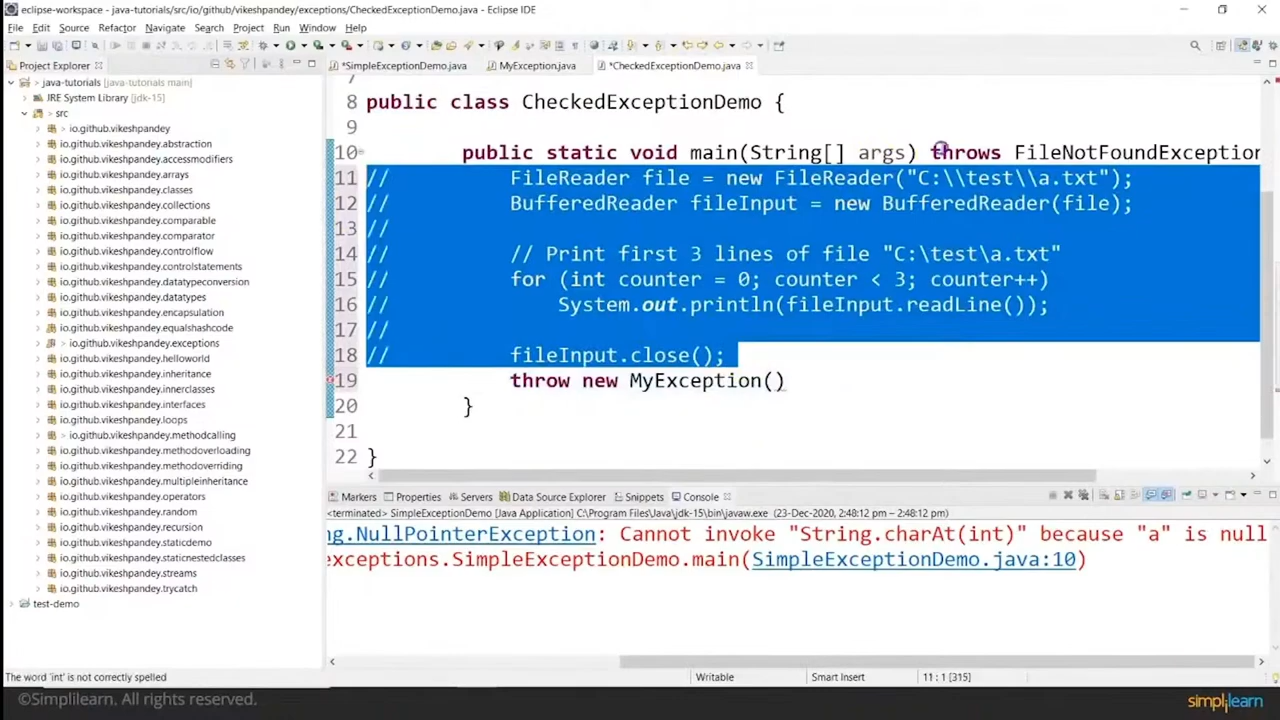 eclipse-workspace - java-tutorials/src/io/github/vikeshpandey/exceptions/CheckedExceptionDemo.java - Eclipse IDE
File Edit Source Refactor Navigate Search Project Run Window Help
Project Explorer
*SimpleExceptionDemo.java MyException.java *CheckedExceptionDemo.java
java-tutorials [java-tutorials main]
JRE System Library [jdk-15]
src
io.github.vikeshpandey
io.github.vikeshpandey.abstraction
io.github.vikeshpandey.accessmodifiers
io.github.vikeshpandey.arrays
io.github.vikeshpandey.classes
io.github.vikeshpandey.collections
io.github.vikeshpandey.comparable
io.github.vikeshpandey.comparator
io.github.vikeshpandey.controlflow
io.github.vikeshpandey.controlstatements
io.github.vikeshpandey.datatypeconversion
io.github.vikeshpandey.datatypes
io.github.vikeshpandey.encapsulation
io.github.vikeshpandey.equalshashcode
io.github.vikeshpandey.exceptions
io.github.vikeshpandey.helloworld
io.github.vikeshpandey.inheritance
io.github.vikeshpandey.innerclasses
io.github.vikeshpandey.interfaces
io.github.vikeshpandey.loops
io.github.vikeshpandey.methodcalling
io.github.vikeshpandey.methodoverloading
io.github.vikeshpandey.methodoverriding
io.github.vikeshpandey.multipleinheritance
io.github.vikeshpandey.operators
io.github.vikeshpandey.random
io.github.vikeshpandey.recursion
io.github.vikeshpandey.staticdemo
io.github.vikeshpandey.staticnestedclasses
io.github.vikeshpandey.streams
io.github.vikeshpandey.trycatch
test-demo
7
8 public class CheckedExceptionDemo {
9
10 public static void main(String[] args) throws FileNotFoundException
11 // FileReader file = new FileReader("C:\\test\\a.txt");
12 // BufferedReader fileInput = new BufferedReader(file);
13 //
14 // // Print first 3 lines of file "C:\test\a.txt"
15 // for (int counter = 0; counter < 3; counter++)
16 // System.out.println(fileInput.readLine());
17 //
18 // fileInput.close();
19 throw new MyException()
20 }
21
22 }
Markers Properties Servers Data Source Explorer Snippets Console
<terminated> SimpleExceptionDemo [Java Application] C:\Program Files\Java\jdk-15\bin\javaw.exe (23-Dec-2020, 2:48:12 pm – 2:48:12 pm)
ng.NullPointerException: Cannot invoke "String.charAt(int)" because "a" is null
exceptions.SimpleExceptionDemo.main(SimpleExceptionDemo.java:10)
The word 'int' is not correctly spelled Writable Smart Insert 11 : 1 [315]
©Simplilearn. All rights reserved. simplilearn